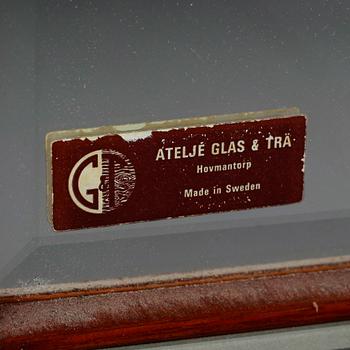 ATELJÉ GLAS & TRÄ
Hovmantorp
Made in Sweden